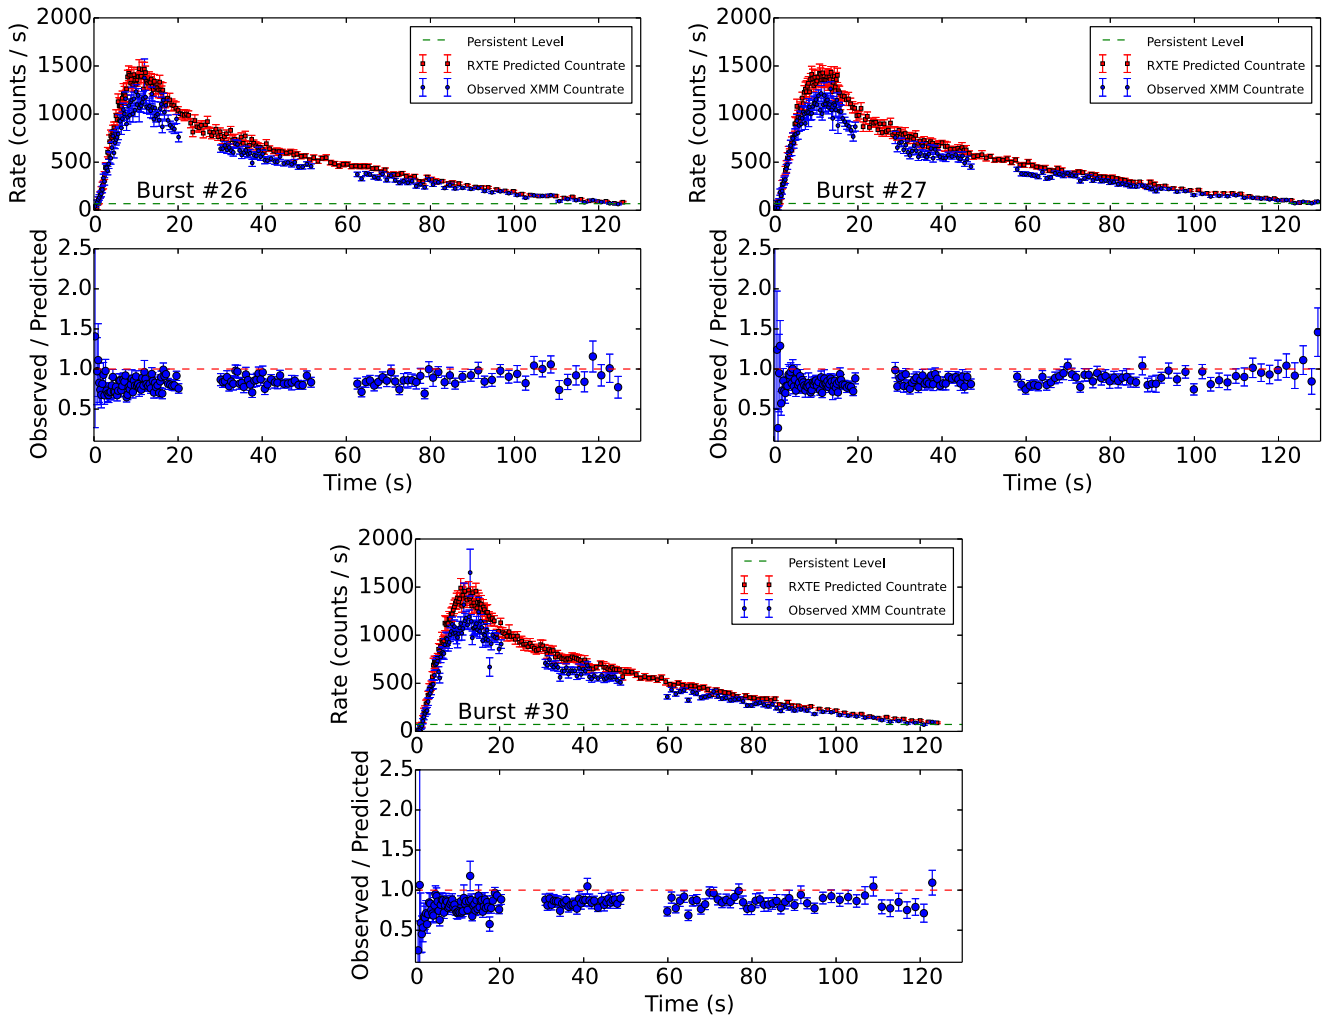 2000
1500
1000
500
0
Rate (counts / s)
Persistent Level
RXTE Predicted Countrate
Observed XMM Countrate
Burst #26
0 20 40 60 80 100 120
2.5
2.0
1.5
1.0
0.5
Observed / Predicted
0 20 40 60 80 100 120
Time (s)
2000
1500
1000
500
0
Rate (counts / s)
Persistent Level
RXTE Predicted Countrate
Observed XMM Countrate
Burst #27
0 20 40 60 80 100 120
2.5
2.0
1.5
1.0
0.5
Observed / Predicted
0 20 40 60 80 100 120
Time (s)
2000
1500
1000
500
0
Rate (counts / s)
Persistent Level
RXTE Predicted Countrate
Observed XMM Countrate
Burst #30
0 20 40 60 80 100 120
2.5
2.0
1.5
1.0
0.5
Observed / Predicted
0 20 40 60 80 100 120
Time (s)